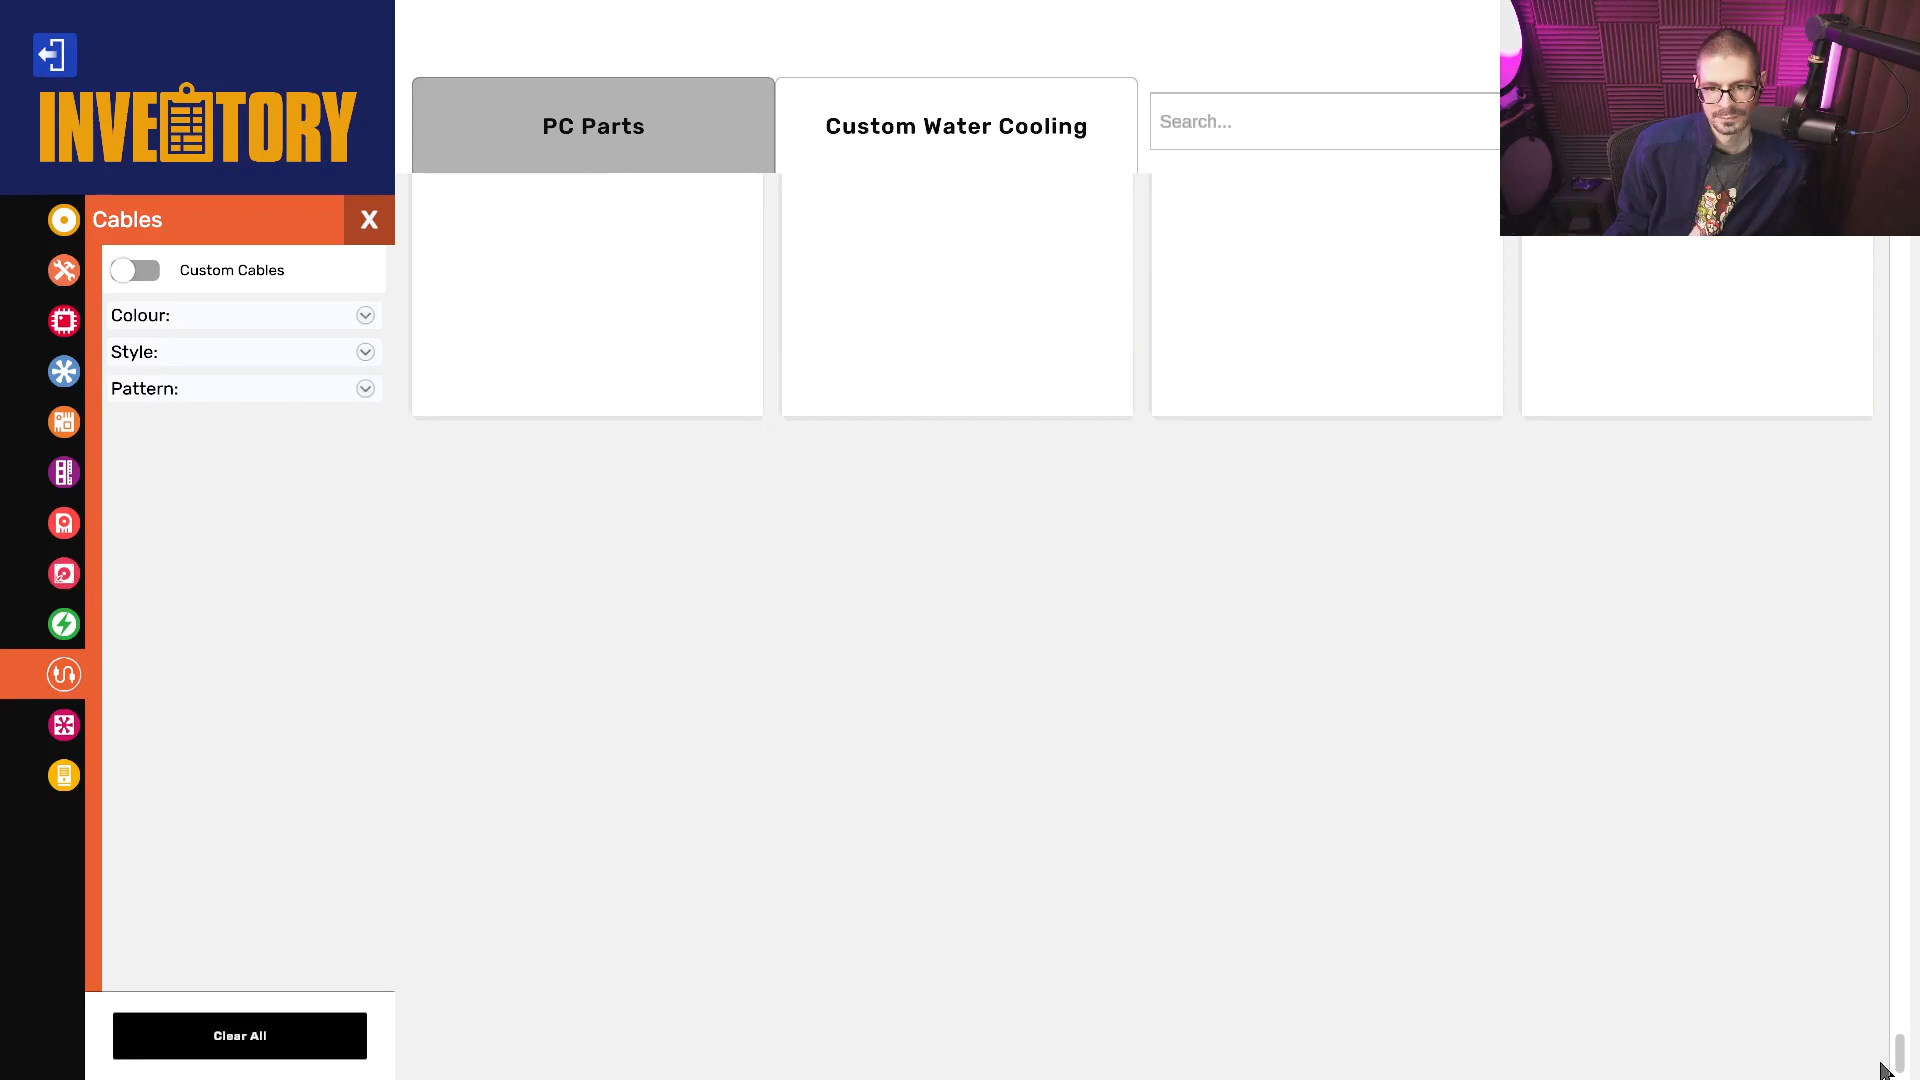 INVENTORY
PC Parts
Custom Water Cooling
Search...
Cables
X
Custom Cables
Colour:
Style:
Pattern:
Clear All